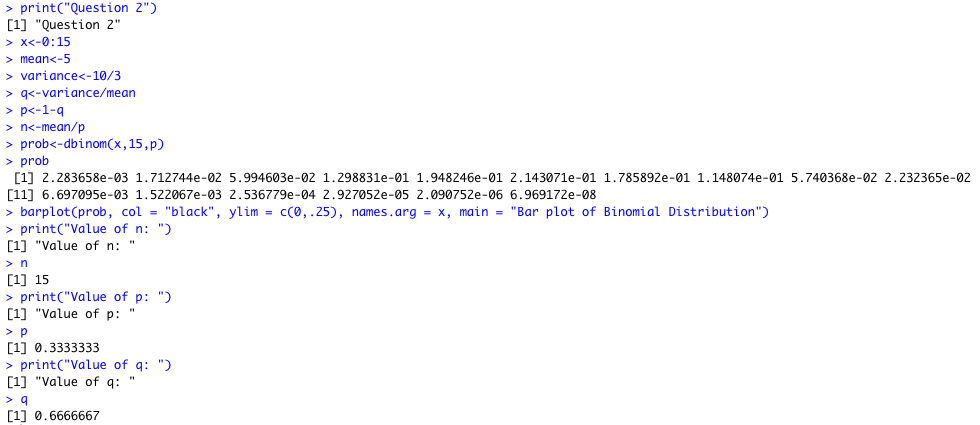 > print("Question 2")
[1] "Question 2"
> x<-0:15
> mean<-5
> variance<-10/3
> q<-variance/mean
> p<-1-q
> n<-mean/p
> prob<-dbinom(x,15,p)
> prob
[1] 2.283658e-03 1.712744e-02 5.994603e-02 1.298831e-01 1.948246e-01 2.143071e-01 1.785892e-01 1.148074e-01 5.740368e-02 2.232365e-02
[11] 6.697095e-03 1.522067e-03 2.536779e-04 2.927052e-05 2.090752e-06 6.969172e-08
> barplot(prob, col = "black", ylim = c(0,.25), names.arg = x, main = "Bar plot of Binomial Distribution")
> print("Value of n: ")
[1] "Value of n: "
> n
[1] 15
> print("Value of p: ")
[1] "Value of p: "
> p
[1] 0.3333333
> print("Value of q: ")
[1] "Value of q: "
> q
[1] 0.6666667